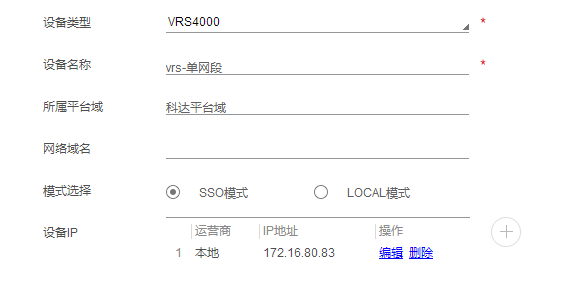 设备类型 VRS4000 *
设备名称 vrs-单网段 *
所属平台域 科达平台域
网络域名
模式选择 SSO模式 LOCAL模式
设备IP 运营商 IP地址 操作
1 本地 172.16.80.83 编辑 删除